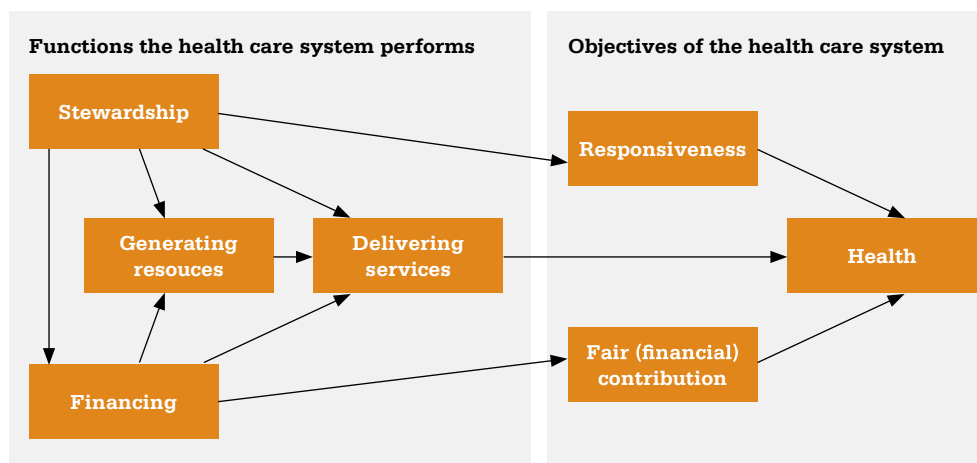 Functions the health care system performs
Stewardship
Generating
resouces
Delivering
services
Financing
Objectives of the health care system
Responsiveness
Health
Fair (financial)
contribution